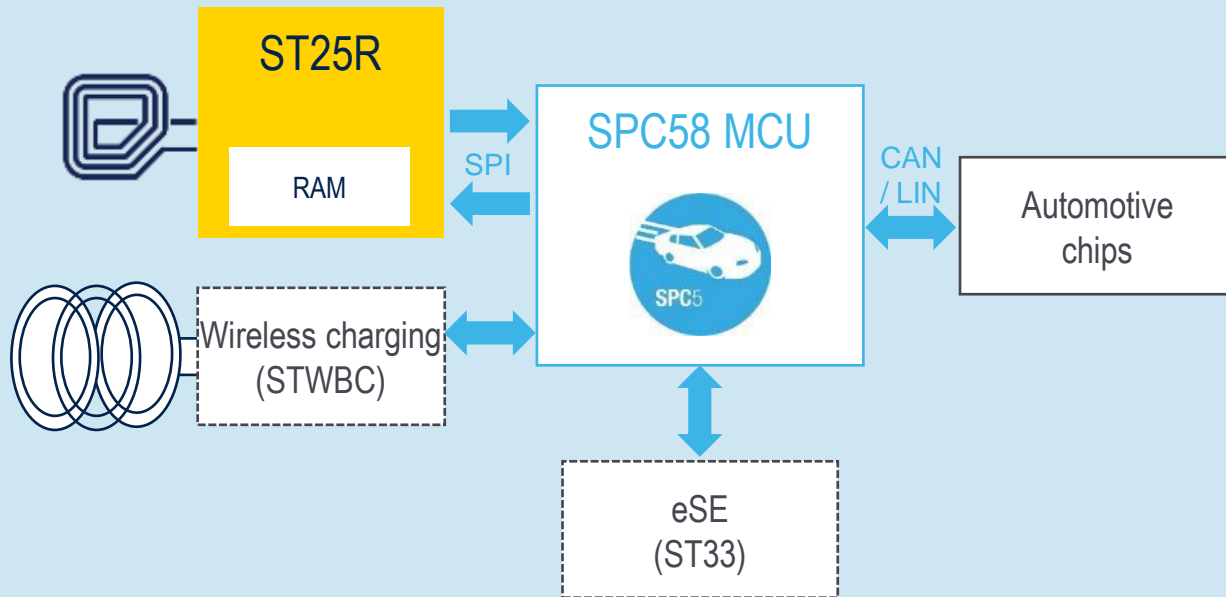 ST25R
RAM
SPI
SPC58 MCU
SPC5
CAN
/ LIN
Automotive
chips
Wireless charging
(STWBC)
eSE
(ST33)